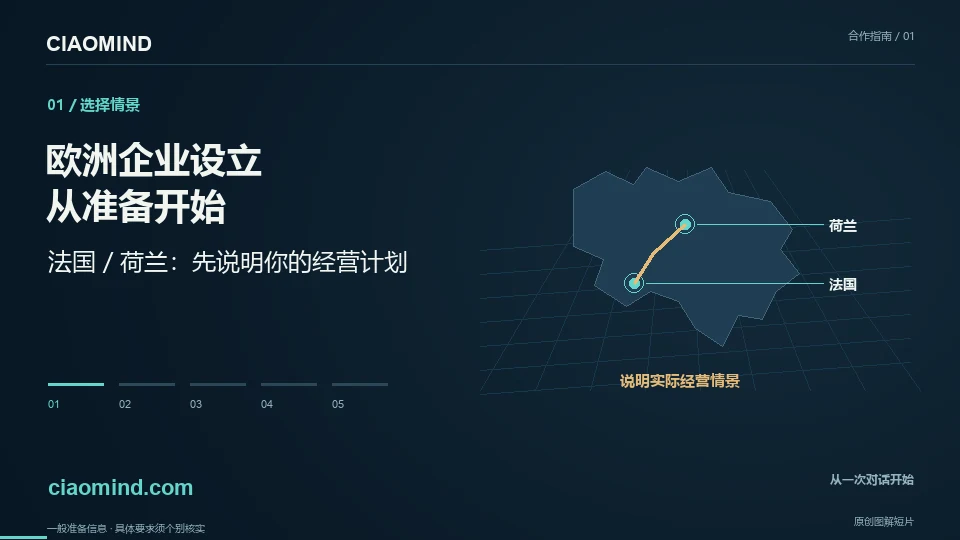 CIAOMIND
合作指南 / 01
01 / 选择情景
欧洲企业设立
从准备开始
法国 / 荷兰：先说明你的经营计划
荷兰
法国
说明实际经营情景
01 02 03 04 05
ciaomind.com
从一次对话开始
一般准备信息 · 具体要求须个别核实
原创图解短片